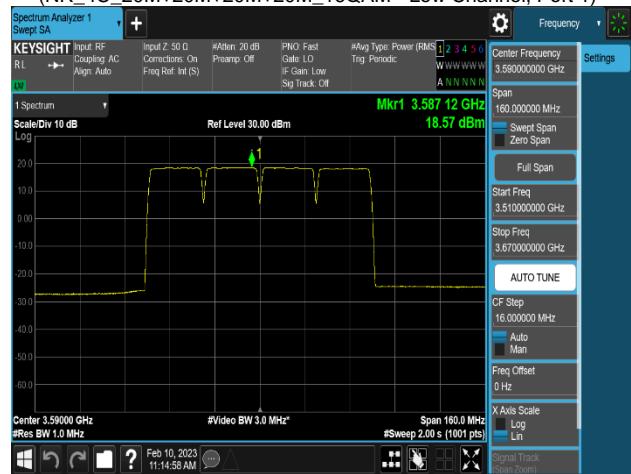 Spectrum Analyzer 1
Swept SA
Frequency
KEYSIGHT
RL
Input: RF
Coupling: AC
Align: Auto
Input Z: 50 Ω
Corrections: On
Freq Ref: Int (S)
#Atten: 20 dB
Preamp: Off
PNO: Fast
Gate: LO
IF Gain: Low
Sig Track: Off
#Avg Type: Power (RMS
Trig: Periodic
1 2 3 4 5 6
W W W W W W
A N N N N N
1 Spectrum
Scale/Div 10 dB
Log
Ref Level 30.00 dBm
Mkr1 3.587 12 GHz
18.57 dBm
1
20.0
10.0
0.00
-10.0
-20.0
-30.0
-40.0
-50.0
-60.0
Center 3.59000 GHz
#Res BW 1.0 MHz
#Video BW 3.0 MHz*
Span 160.0 MHz
#Sweep 2.00 s (1001 pts)
Feb 10, 2023
11:14:58 AM
Settings
Center Frequency
3.590000000 GHz
Span
160.000000 MHz
Swept Span
Zero Span
Full Span
Start Freq
3.510000000 GHz
Stop Freq
3.670000000 GHz
AUTO TUNE
CF Step
16.000000 MHz
Auto
Man
Freq Offset
0 Hz
X Axis Scale
Log
Lin
Signal Track
(Span Zoom)